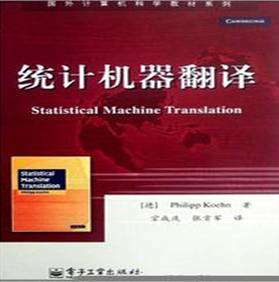 国外计算机科学教材系列
CAMBRIDGE
统计机器翻译
Statistical Machine Translation
Statistical
Machine
Translation
Philipp Koehn
[德] Philipp Koehn 著
宗成庆 张霄军 译
电子工业出版社